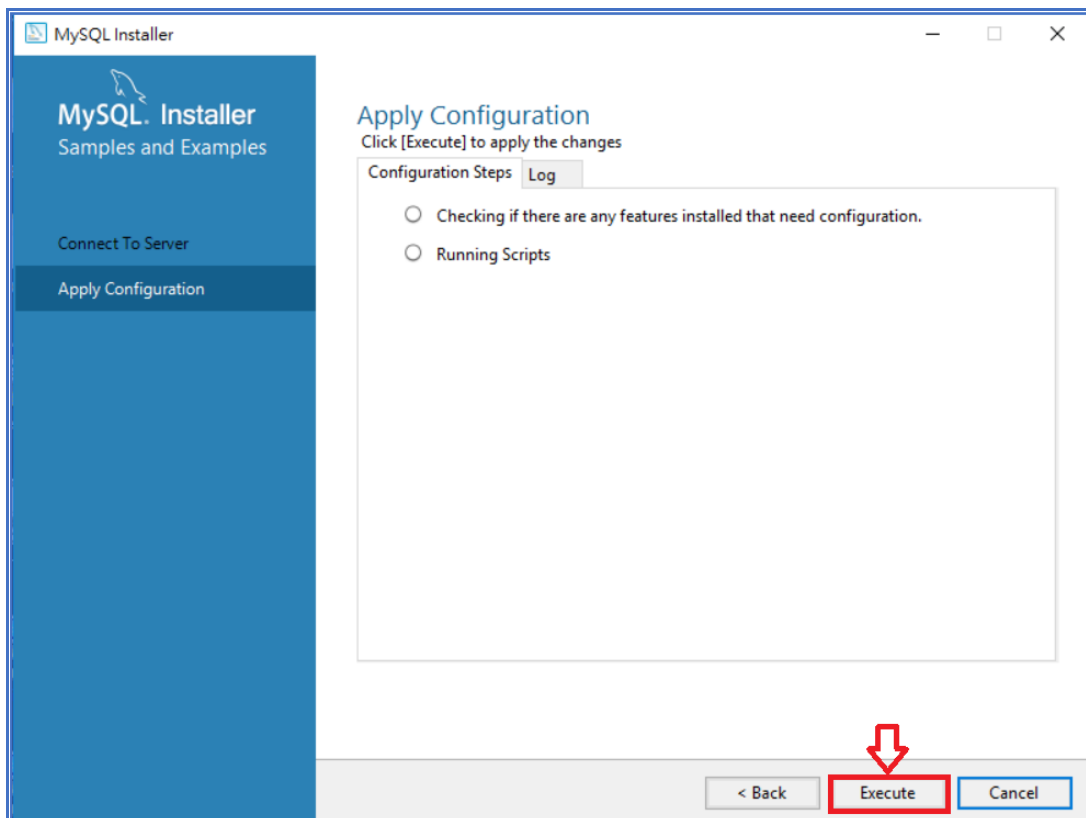 MySQL Installer
MySQL. Installer
Samples and Examples
Connect To Server
Apply Configuration
Apply Configuration
Click [Execute] to apply the changes
Configuration Steps Log
Checking if there are any features installed that need configuration.
Running Scripts
< Back Execute Cancel